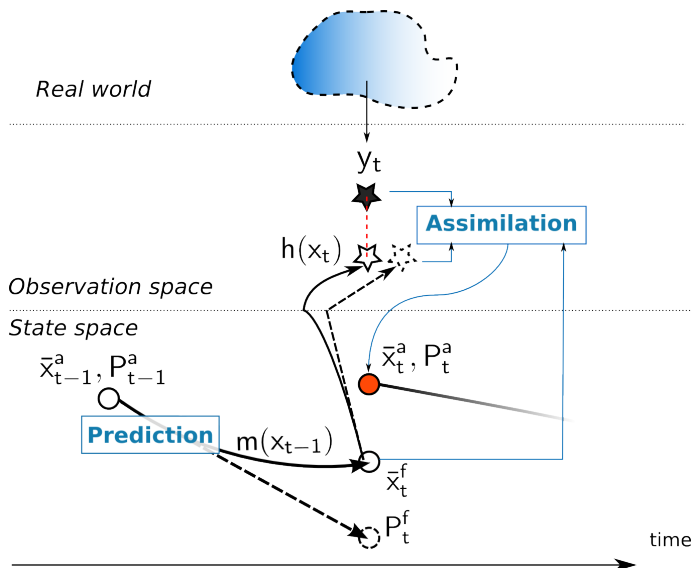 Real world
y_t
Assimilation
h(x_t)
Observation space
State space
x̄^a_{t−1}, P^a_{t−1}
x̄^a_t, P^a_t
Prediction
m(x_{t−1})
x̄^f_t
P^f_t
time